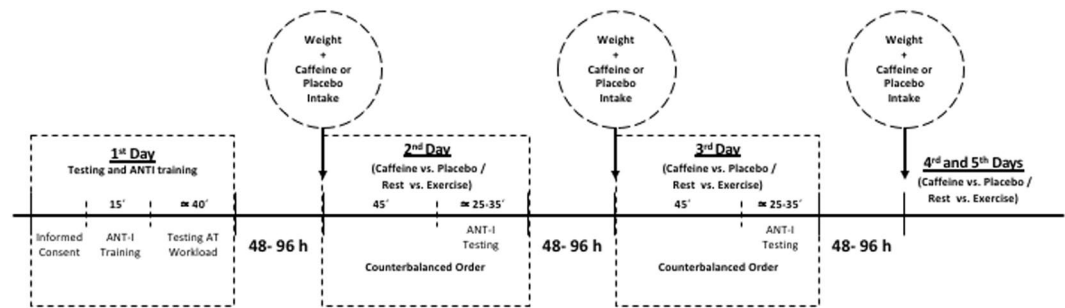 Weight
+
Caffeine or
Placebo
Intake
Weight
+
Caffeine or
Placebo
Intake
Weight
+
Caffeine or
Placebo
Intake
1st Day
Testing and ANTI training
15´
≃ 40´
Informed
Consent
ANT-I
Training
Testing AT
Workload
48- 96 h
2nd Day
(Caffeine vs. Placebo /
Rest vs. Exercise)
45´
≃ 25-35´
ANT-I
Testing
Counterbalanced Order
48- 96 h
3rd Day
(Caffeine vs. Placebo /
Rest vs. Exercise)
45´
≃ 25-35´
ANT-I
Testing
Counterbalanced Order
48- 96 h
4rd and 5th Days
(Caffeine vs. Placebo /
Rest vs. Exercise)